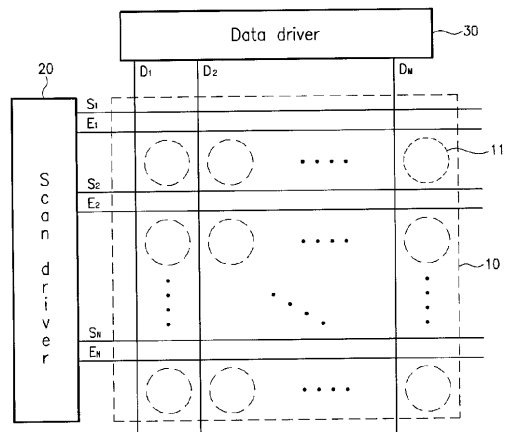 Data driver
30
20
D1
D2
DM
S1
E1
11
S2
E2
Scan driver
10
SN
EN